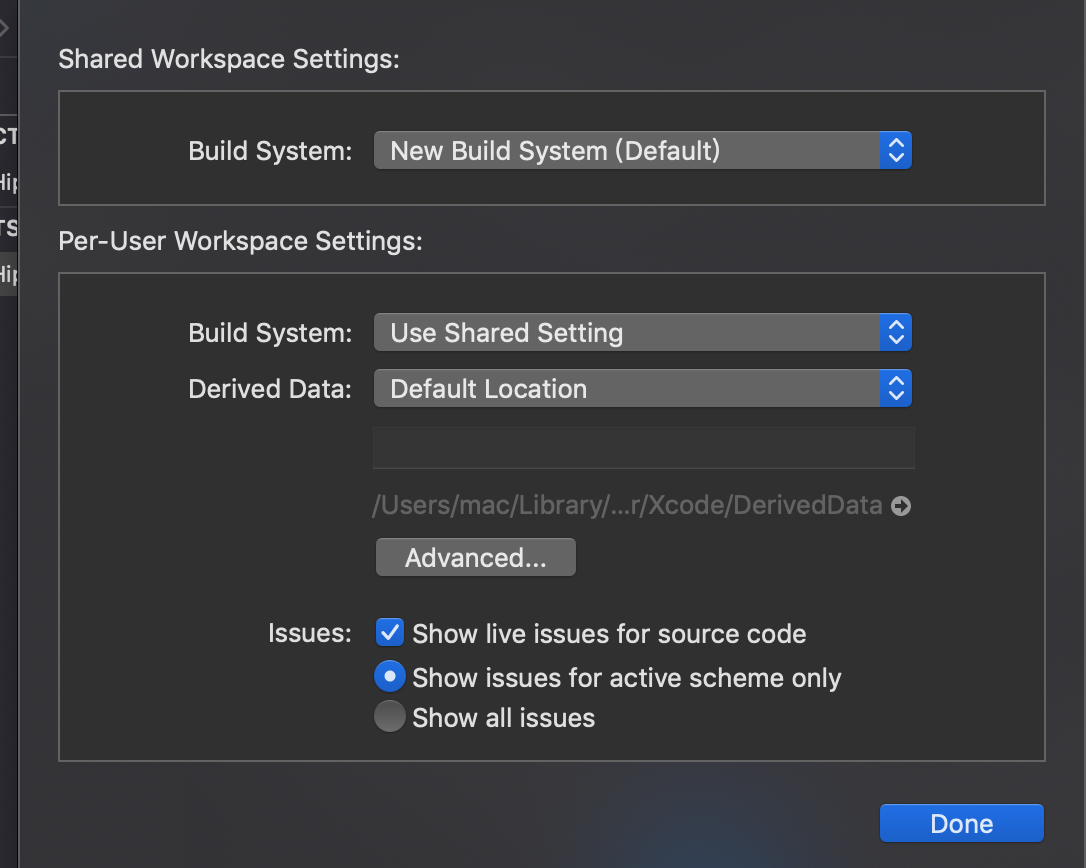 Shared Workspace Settings:
CT
Build System: New Build System (Default)
Hip
TS
Per-User Workspace Settings:
Hip
Build System: Use Shared Setting
Derived Data: Default Location
/Users/mac/Library/...r/Xcode/DerivedData
Advanced...
Issues: Show live issues for source code
Show issues for active scheme only
Show all issues
Done